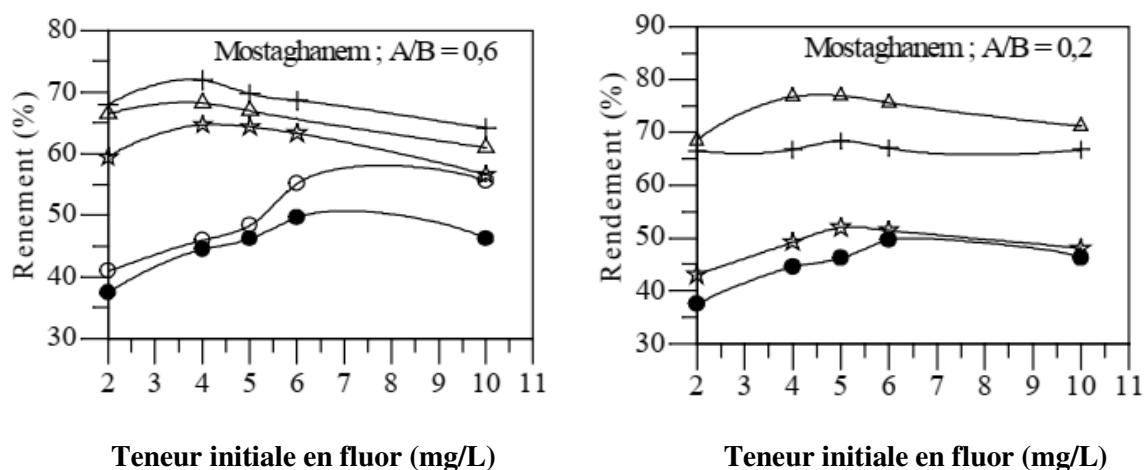 80
70
60
50
40
30
Renement (%)
Mostaghanem ; A/B = 0,6
2 3 4 5 6 7 8 9 10 11
Teneur initiale en fluor (mg/L)
90
80
70
60
50
40
30
Rendement (%)
Mostaghanem ; A/B = 0,2
2 3 4 5 6 7 8 9 10 11
Teneur initiale en fluor (mg/L)